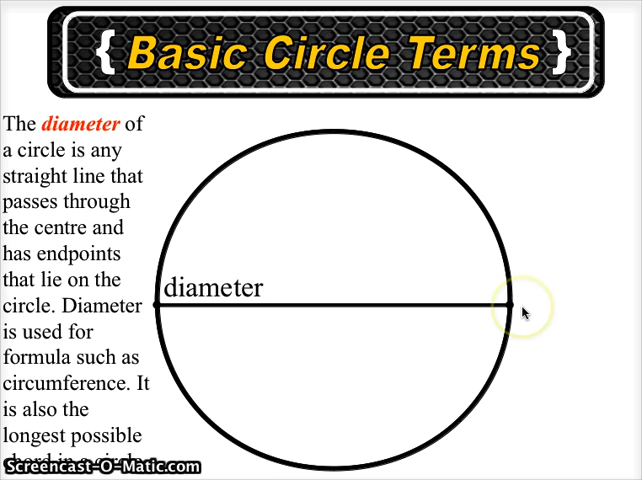 { Basic Circle Terms }
The diameter of
a circle is any
straight line that
passes through
the centre and
has endpoints
that lie on the
circle. Diameter
is used for
formula such as
circumference. It
is also the
longest possible
diameter
Screencast-O-Matic.com